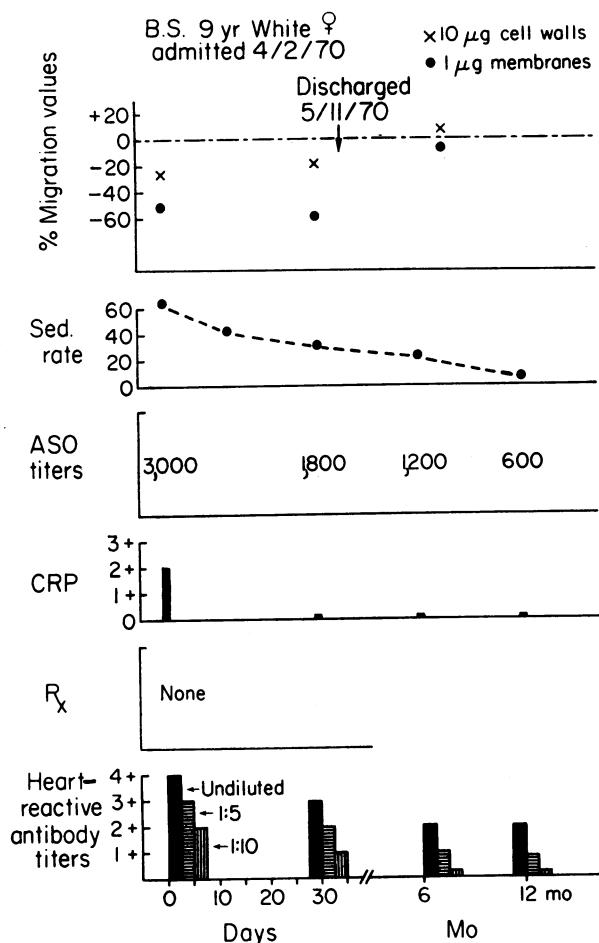 B.S. 9 yr White ♀
admitted 4/2/70
× 10 μg cell walls
● 1 μg membranes
Discharged
5/11/70
% Migration values
+20
0
−20
−40
−60
Sed.
rate
60
40
20
0
ASO
titers
3,000 1,800 1,200 600
CRP
3+
2+
1+
0
Rx
None
Heart-
reactive
antibody
titers
4+
3+
2+
1+
←Undiluted
←1:5
←1:10
0 10 20 30 6 12 mo
Days Mo